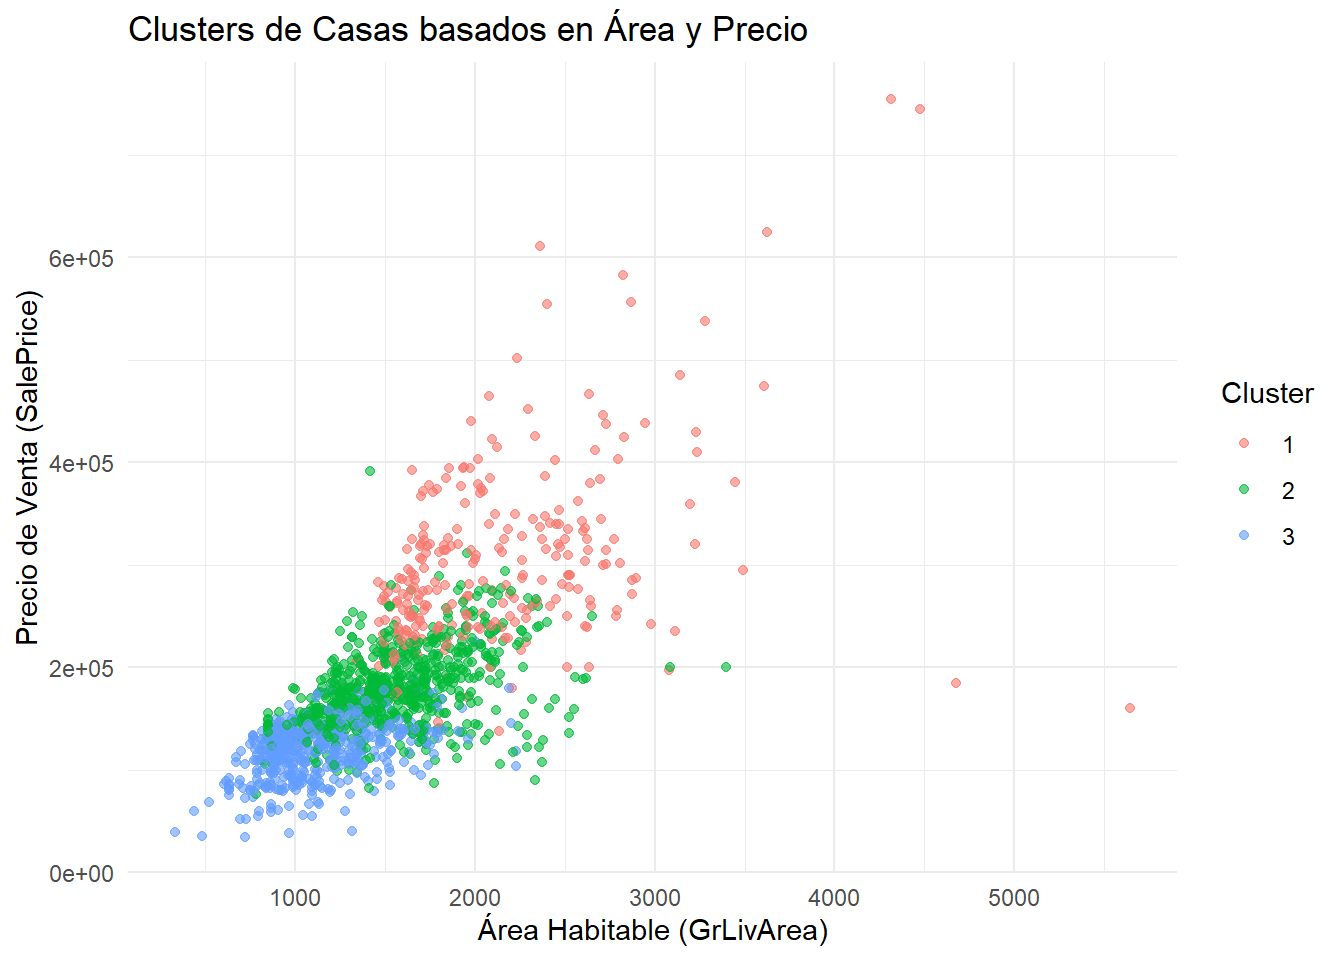 Clusters de Casas basados en Área y Precio
Precio de Venta (SalePrice)
6e+05
4e+05
2e+05
0e+00
1000
2000
3000
4000
5000
Área Habitable (GrLivArea)
Cluster
1
2
3